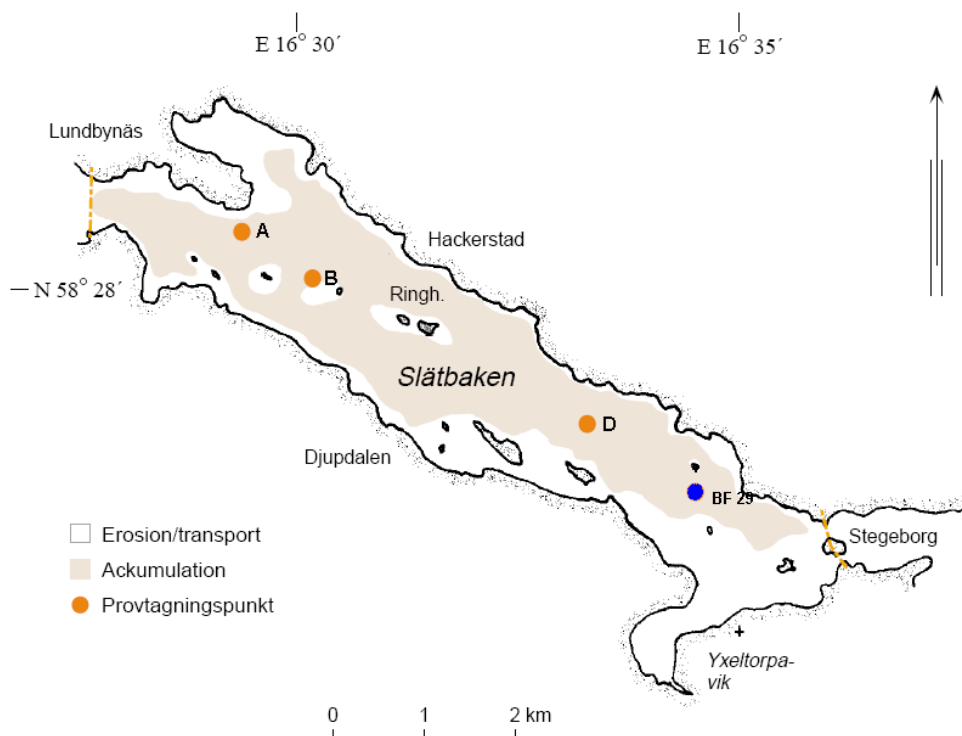 E 16° 30´
E 16° 35´
Lundbynäs
A
Hackerstad
B
N 58° 28´
Ringh.
Slätbaken
D
Djupdalen
BF 29
Erosion/transport
Stegeborg
Ackumulation
Provtagningspunkt
Yxeltorpa-
vik
0 1 2 km